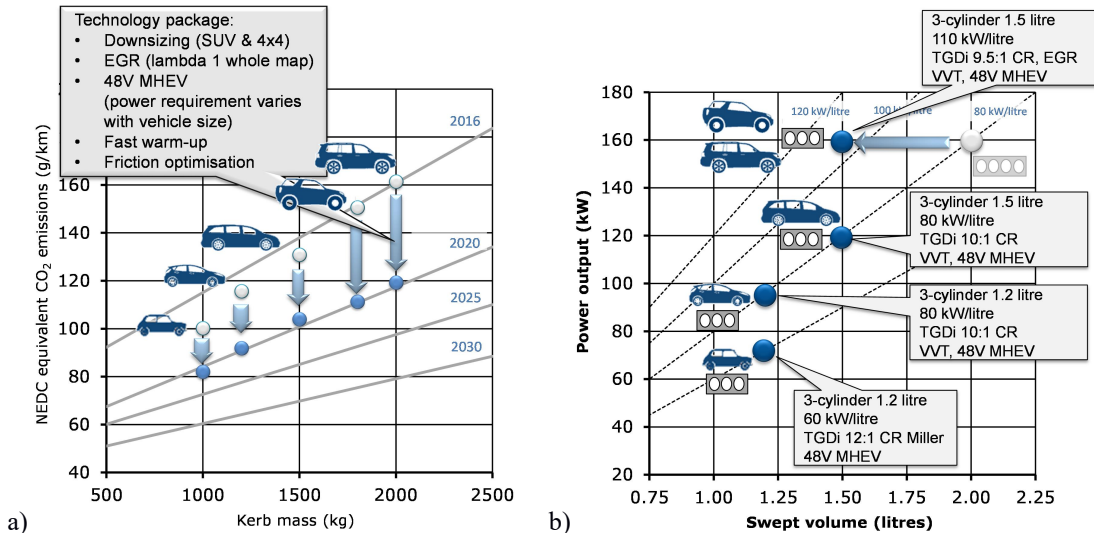 Technology package:
• Downsizing (SUV & 4x4)
• EGR (lambda 1 whole map)
• 48V MHEV
(power requirement varies
with vehicle size)
• Fast warm-up
• Friction optimisation
NEDC equivalent CO2 emissions (g/km)
160
140
120
100
80
60
40
2016
2020
2025
2030
500
1000
1500
2000
2500
Kerb mass (kg)
a)
3-cylinder 1.5 litre
110 kW/litre
TGDi 9.5:1 CR, EGR
VVT, 48V MHEV
Power output (kW)
180
160
140
120
100
80
60
40
20
120 kW/litre
80 kW/litre
3-cylinder 1.5 litre
80 kW/litre
TGDi 10:1 CR
VVT, 48V MHEV
3-cylinder 1.2 litre
80 kW/litre
TGDi 10:1 CR
VVT, 48V MHEV
3-cylinder 1.2 litre
60 kW/litre
TGDi 12:1 CR Miller
48V MHEV
0.75
1.00
1.25
1.50
1.75
2.00
2.25
Swept volume (litres)
b)